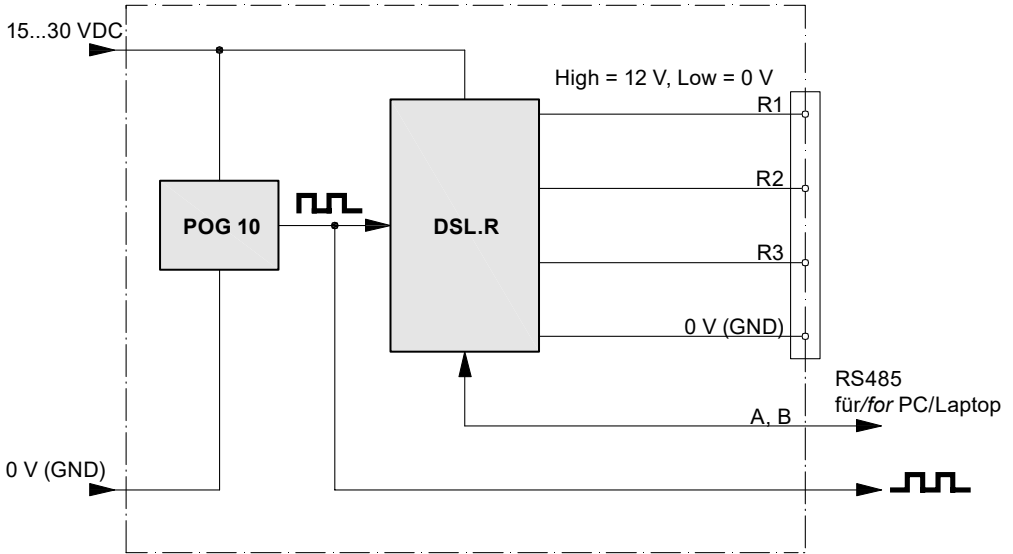 15...30 VDC
High = 12 V, Low = 0 V
R1
R2
POG 10
DSL.R
R3
0 V (GND)
RS485
für/for PC/Laptop
A, B
0 V (GND)